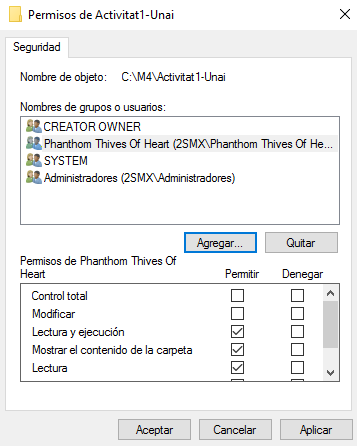 Permisos de Activitat1-Unai
Seguridad
Nombre de objeto: C:\M4\Activitat1-Unai
Nombres de grupos o usuarios:
CREATOR OWNER
Phanthom Thives Of Heart (2SMX\Phanthom Thives Of He...
SYSTEM
Administradores (2SMX\Administradores)
Agregar... Quitar
Permisos de Phanthom Thives Of
Heart Permitir Denegar
Control total
Modificar
Lectura y ejecución
Mostrar el contenido de la carpeta
Lectura
Aceptar Cancelar Aplicar